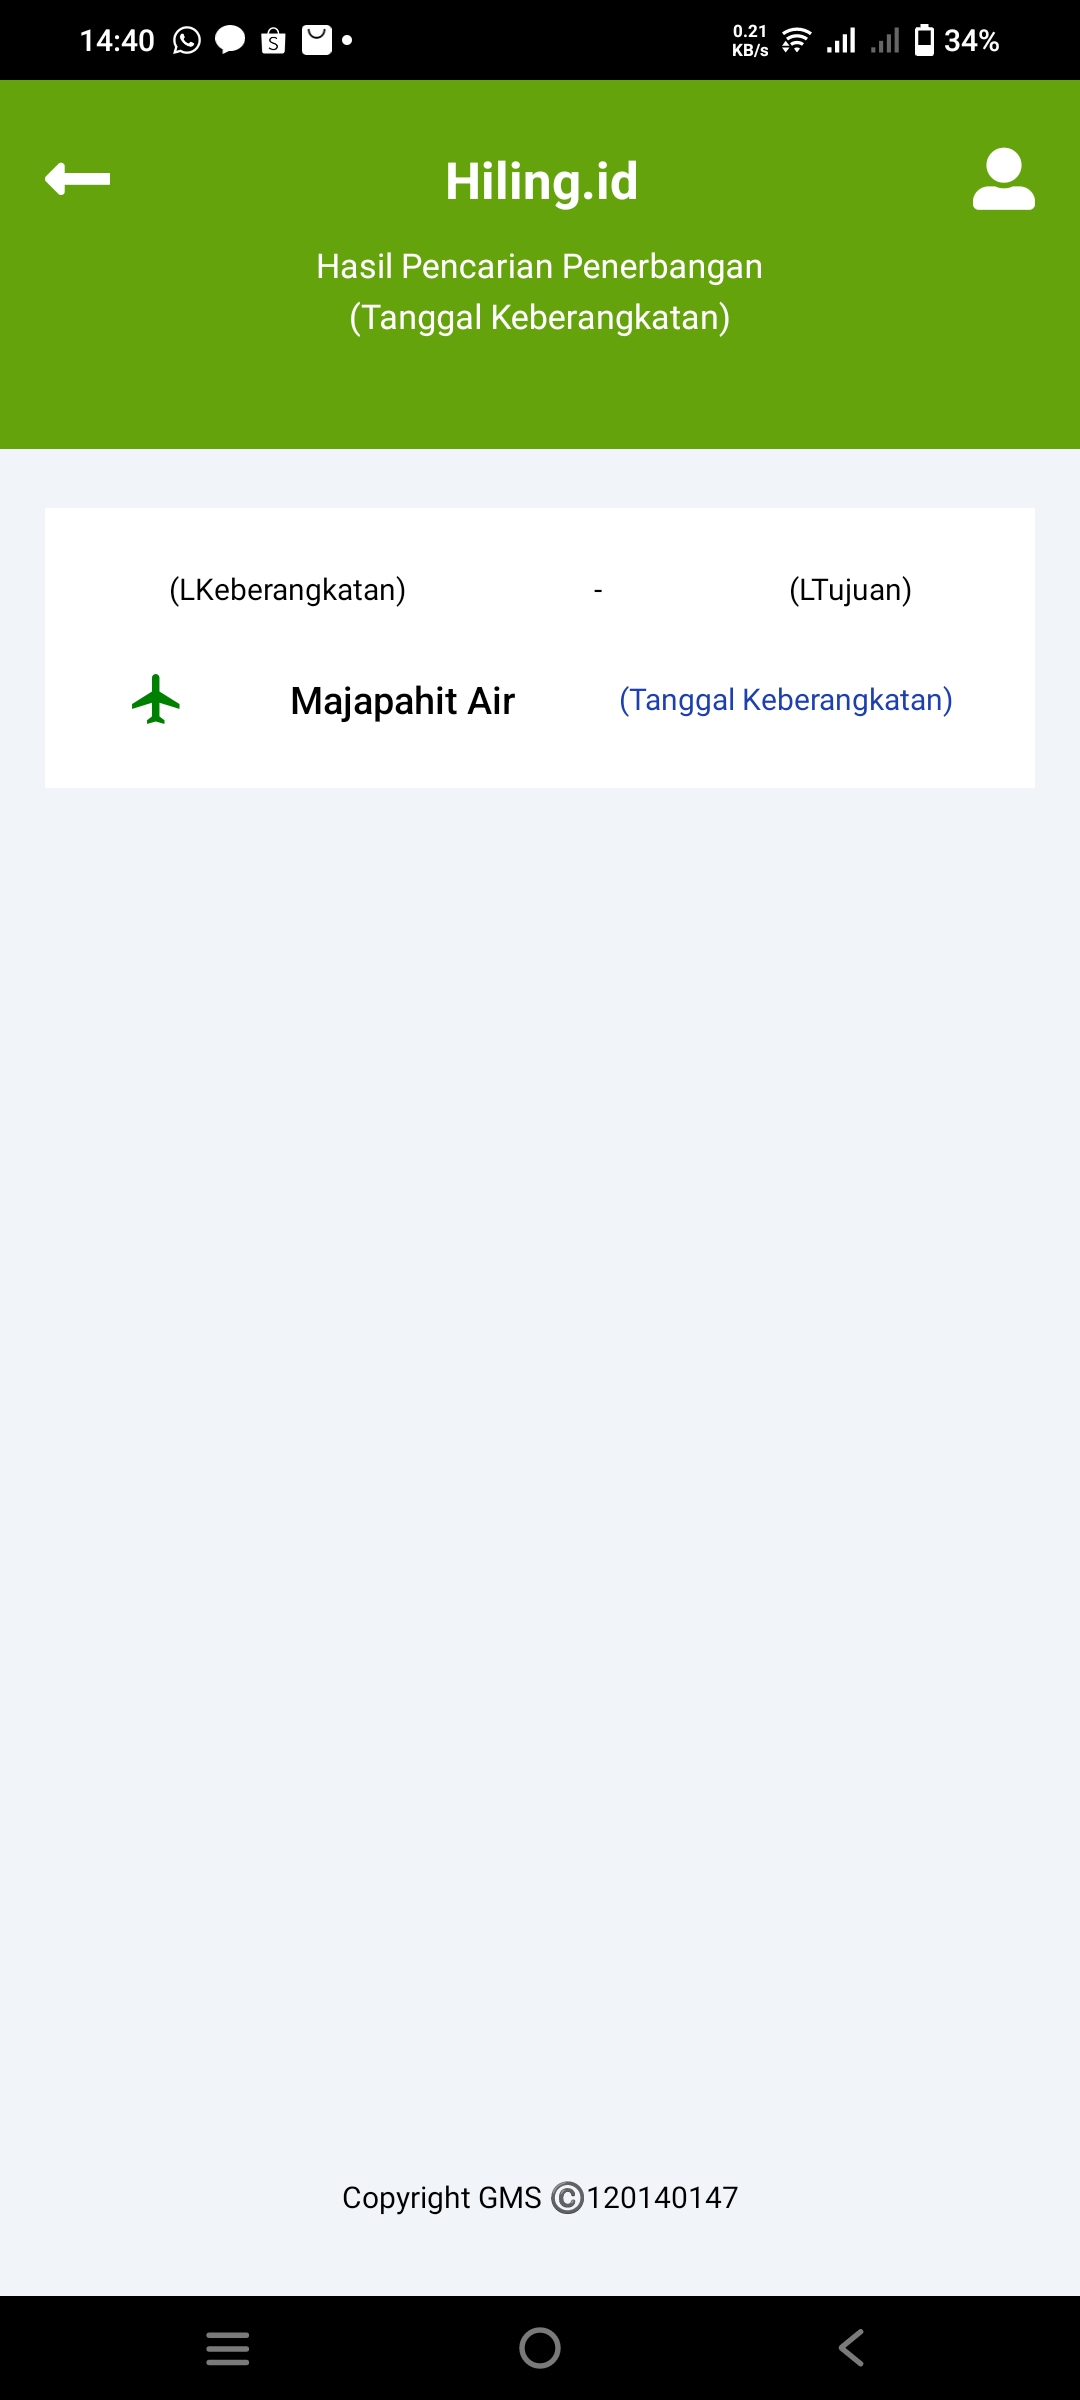 14:40
0.21
KB/s
34%
Hiling.id
Hasil Pencarian Penerbangan
(Tanggal Keberangkatan)
(LKeberangkatan) - (LTujuan)
Majapahit Air (Tanggal Keberangkatan)
Copyright GMS ©120140147